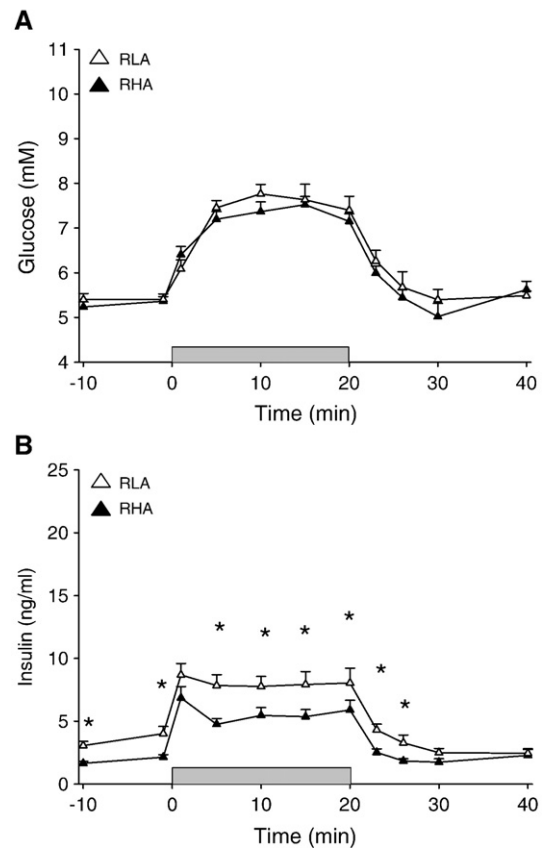 A
11
10
9
8
7
6
5
4
Glucose (mM)
RLA
RHA
-10 0 10 20 30 40
Time (min)
B
25
20
15
10
5
0
Insulin (ng/ml)
RLA
RHA
* * * * * * * *
-10 0 10 20 30 40
Time (min)